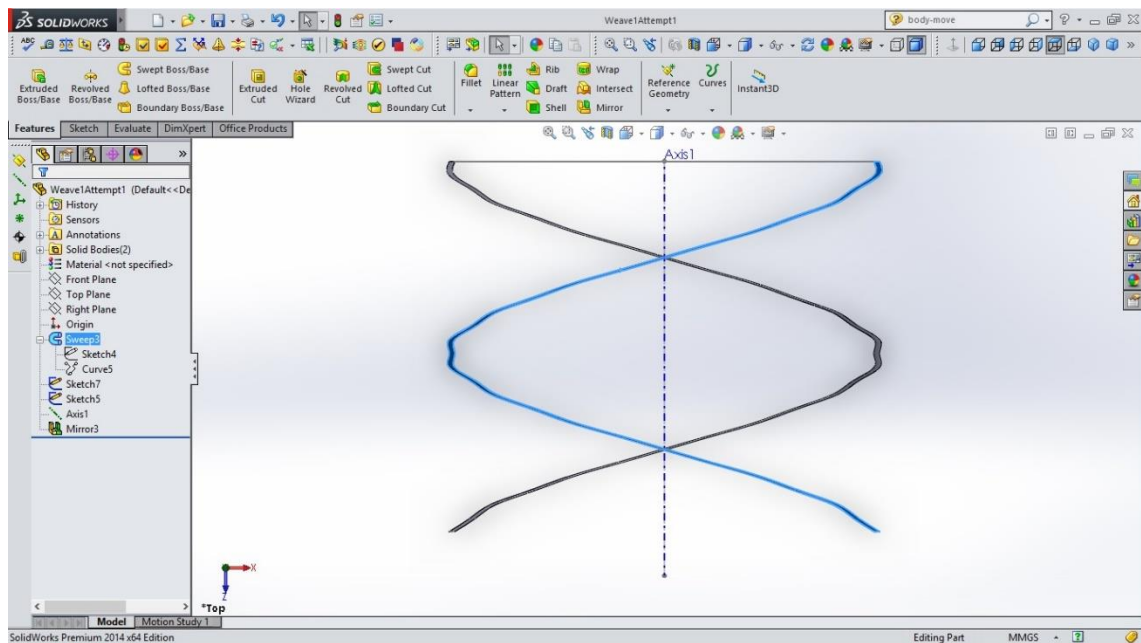 SOLIDWORKS
Weave1Attempt1
body-move
Extruded Boss/Base
Revolved Boss/Base
Swept Boss/Base
Lofted Boss/Base
Boundary Boss/Base
Extruded Cut
Hole Wizard
Revolved Cut
Swept Cut
Lofted Cut
Boundary Cut
Fillet
Linear Pattern
Rib
Draft
Shell
Wrap
Intersect
Mirror
Reference Geometry
Curves
Instant3D
Features
Sketch
Evaluate
DimXpert
Office Products
Weave1Attempt1 (Default<<De
History
Sensors
Annotations
Solid Bodies(2)
Material <not specified>
Front Plane
Top Plane
Right Plane
Origin
Sweep3
Sketch4
Curve5
Sketch7
Sketch5
Axis1
Mirror3
Axis1
X
Z
*Top
Model
Motion Study 1
SolidWorks Premium 2014 x64 Edition
Editing Part
MMGS